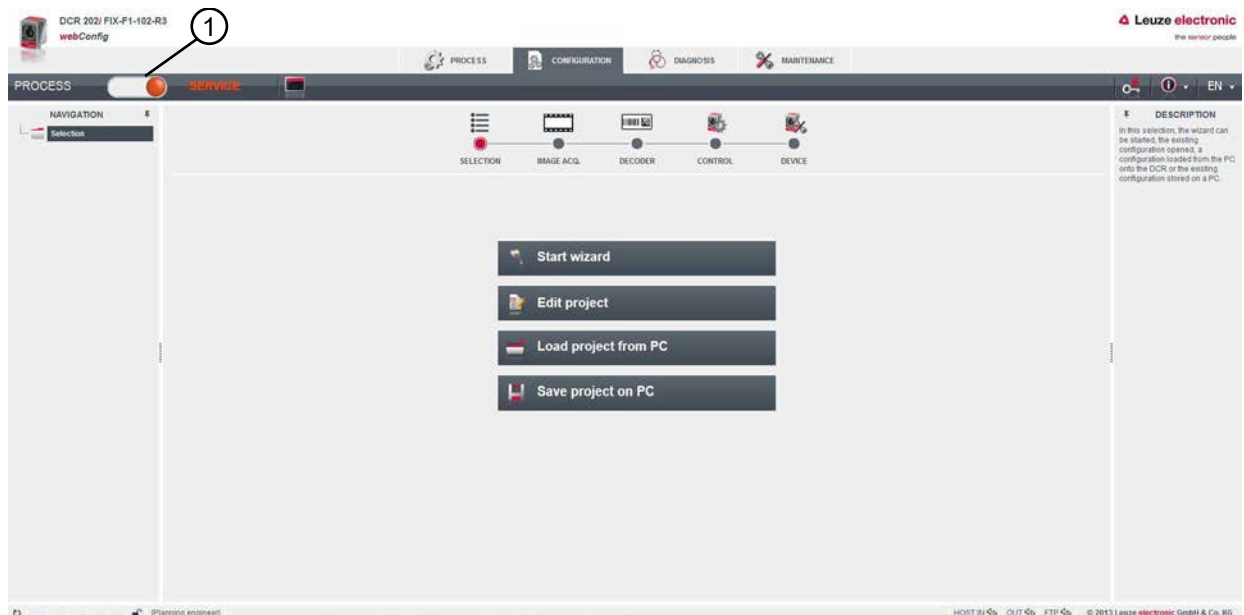 DCR 202i FIX-F1-102-R3
webConfig
1
Leuze electronic
the sensor people
PROCESS
CONFIGURATION
DIAGNOSIS
MAINTENANCE
PROCESS
SERVICE
EN
NAVIGATION
Selection
SELECTION
IMAGE ACQ.
DECODER
CONTROL
DEVICE
DESCRIPTION
In this selection, the wizard can
be started, the existing
configuration opened, a
configuration loaded from the PC
onto the DCR or the existing
configuration stored on a PC.
Start wizard
Edit project
Load project from PC
Save project on PC
(Planning engineer)
HOST IN OUT FTP © 2015 Leuze electronic GmbH & Co. KG